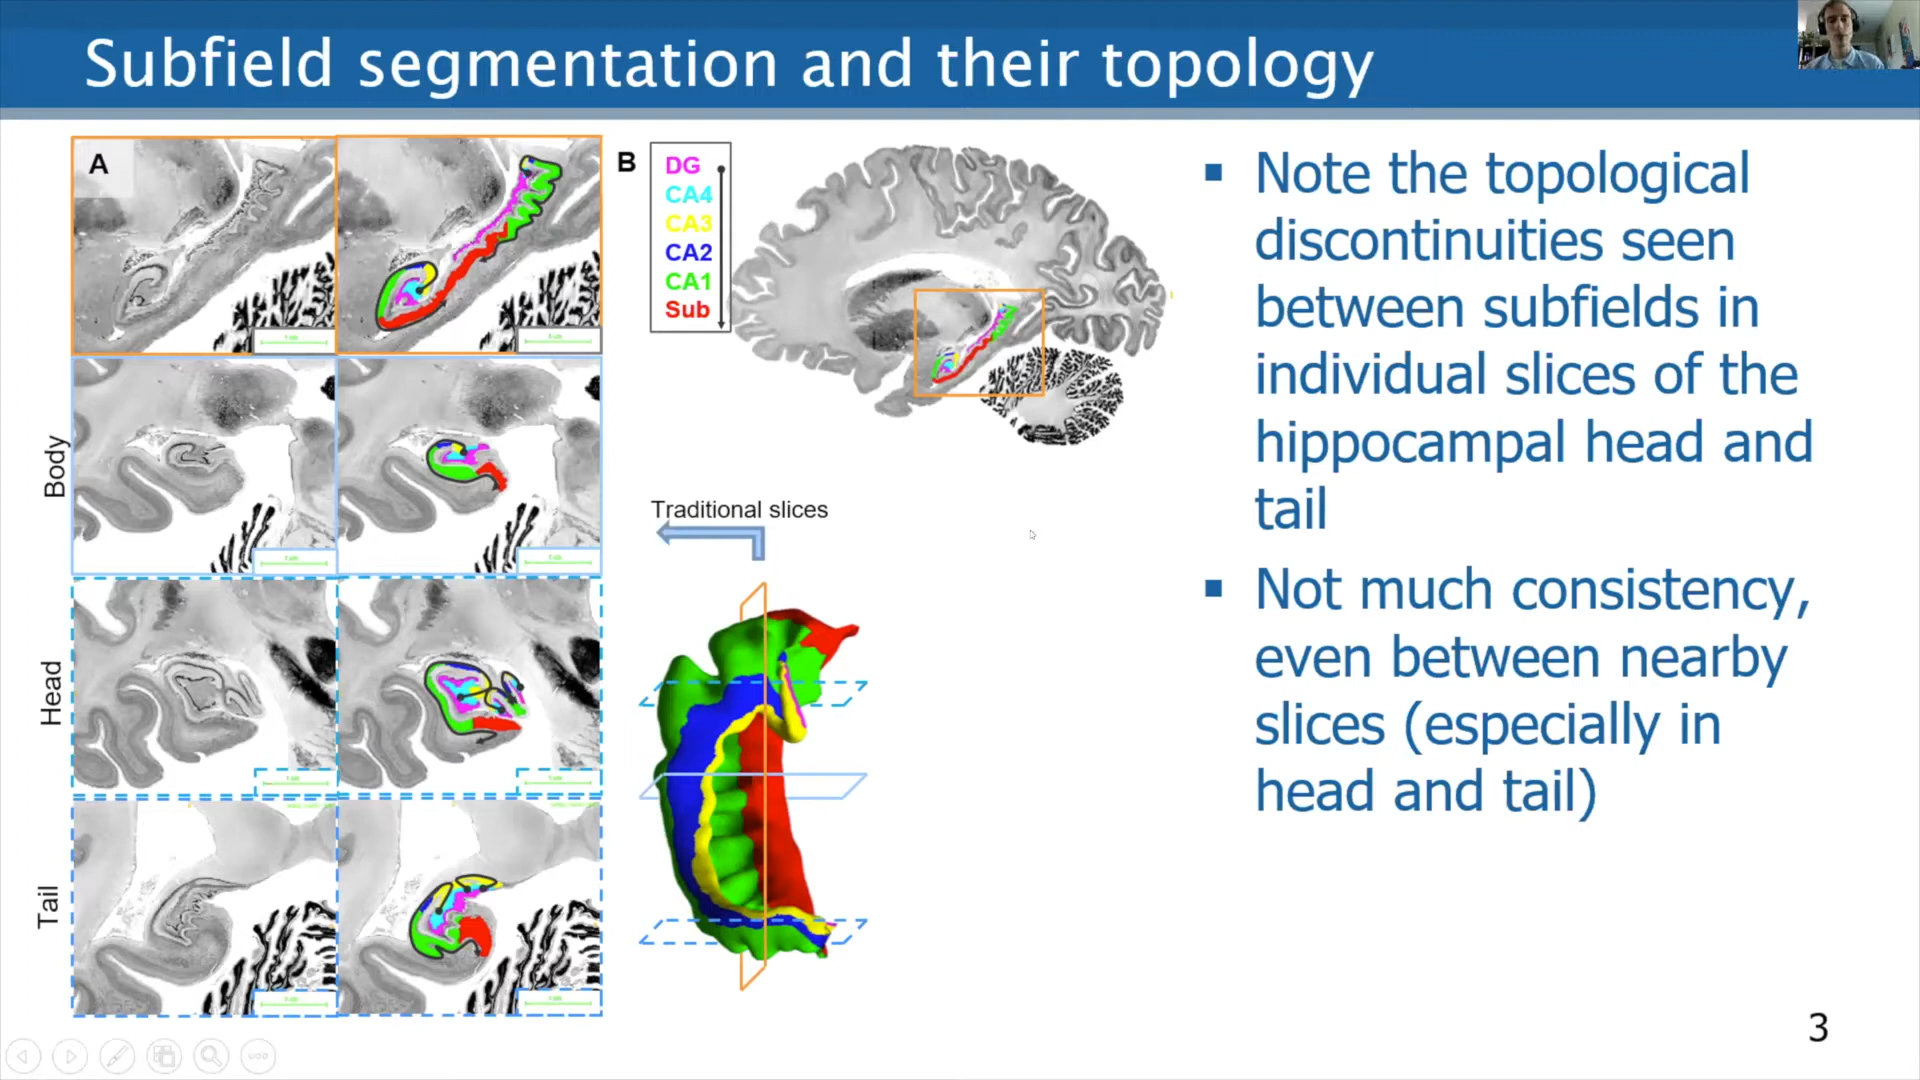 Subfield segmentation and their topology
A
B
DG
CA4
CA3
CA2
CA1
Sub
Body
Head
Tail
Traditional slices
▪ Note the topological
discontinuities seen
between subfields in
individual slices of the
hippocampal head and
tail
▪ Not much consistency,
even between nearby
slices (especially in
head and tail)
3